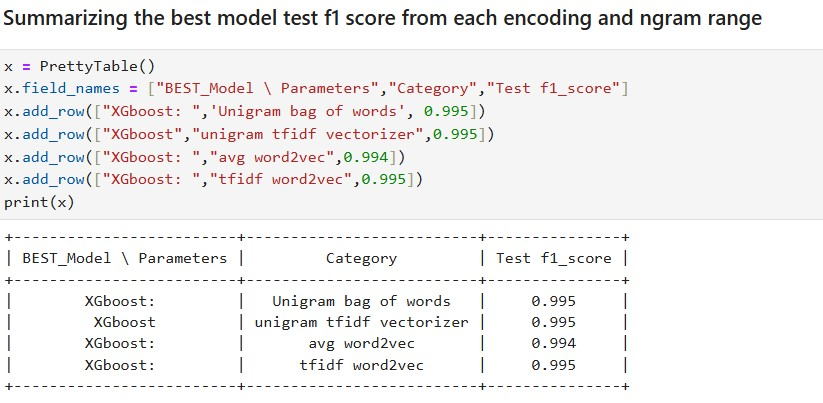 Summarizing the best model test f1 score from each encoding and ngram range
x = PrettyTable()
x.field_names = ["BEST_Model \ Parameters","Category","Test f1_score"]
x.add_row(["XGboost: ",'Unigram bag of words', 0.995])
x.add_row(["XGboost","unigram tfidf vectorizer",0.995])
x.add_row(["XGboost: ","avg word2vec",0.994])
x.add_row(["XGboost: ","tfidf word2vec",0.995])
print(x)
+-------------------------+--------------------------+---------------+
| BEST_Model \ Parameters |         Category         | Test f1_score |
+-------------------------+--------------------------+---------------+
|        XGboost:         |   Unigram bag of words   |     0.995     |
|         XGboost         | unigram tfidf vectorizer |     0.995     |
|        XGboost:         |       avg word2vec       |     0.994     |
|        XGboost:         |      tfidf word2vec      |     0.995     |
+-------------------------+--------------------------+---------------+